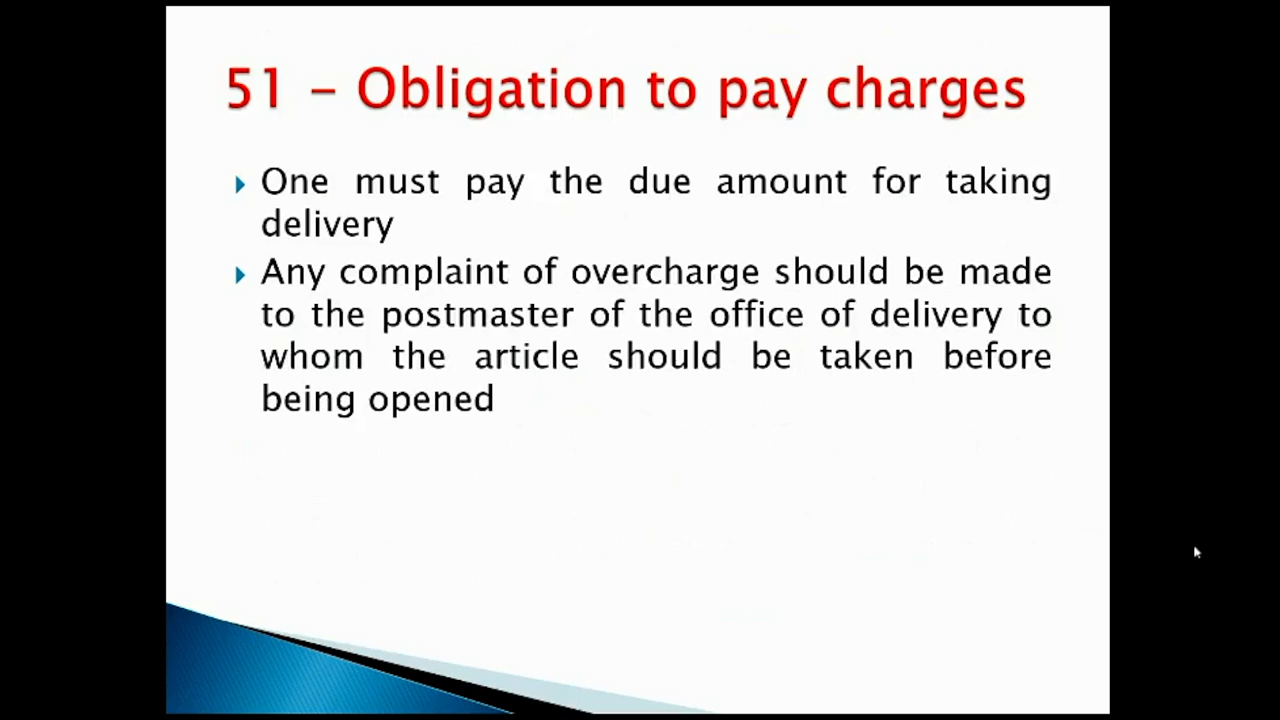 51 – Obligation to pay charges
One must pay the due amount for taking
delivery
Any complaint of overcharge should be made
to the postmaster of the office of delivery to
whom the article should be taken before
being opened